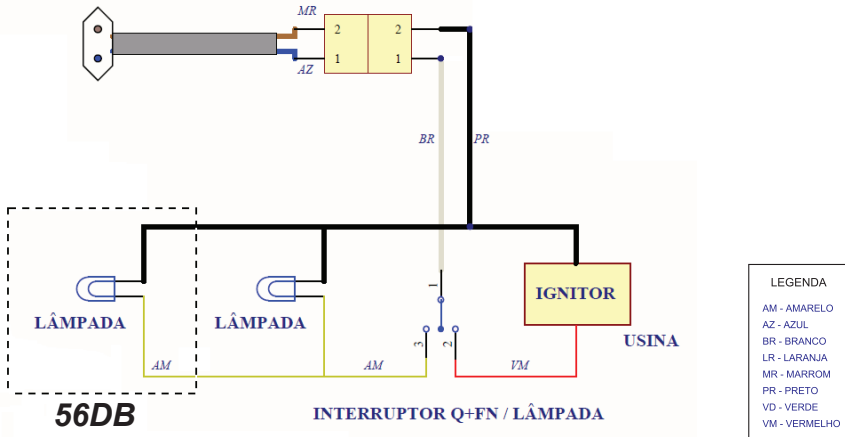 MR
2 2
1 1
AZ
BR
PR
1
IGNITOR
LÂMPADA
LÂMPADA
USINA
3
2
AM
AM
VM
56DB
INTERRUPTOR Q+FN / LÂMPADA
LEGENDA
AM - AMARELO
AZ - AZUL
BR - BRANCO
LR - LARANJA
MR - MARROM
PR - PRETO
VD - VERDE
VM - VERMELHO